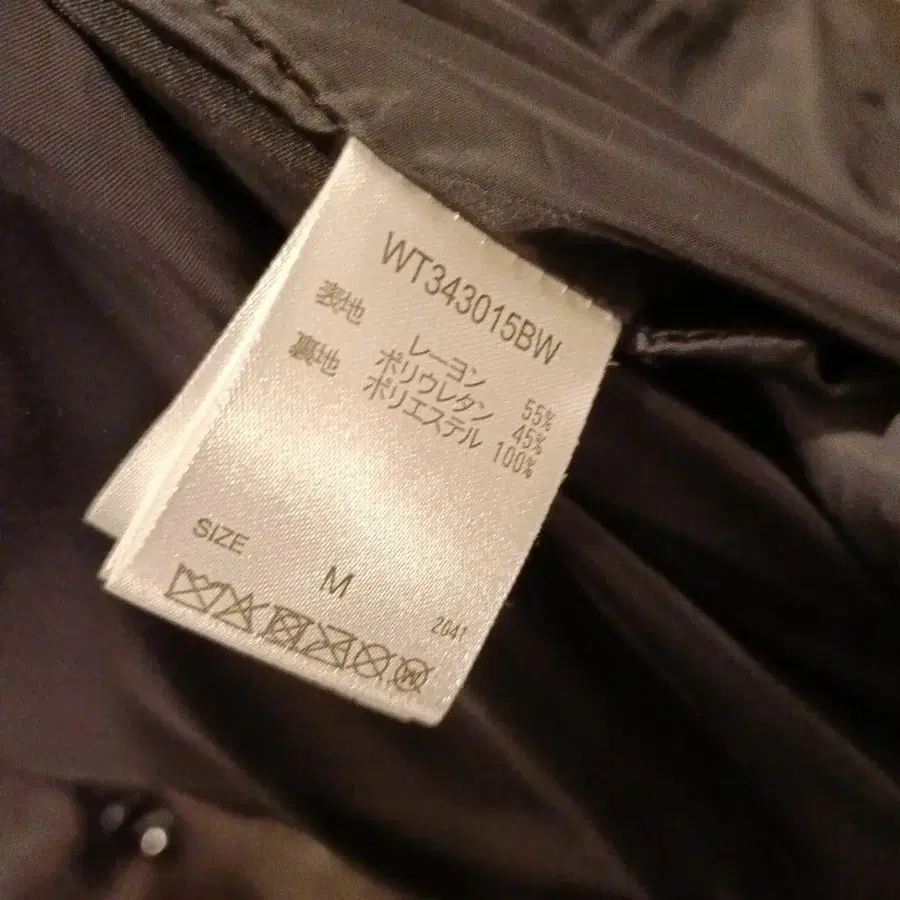 WT343015BW
表地 レーヨン 55%
ポリウレタン 45%
裏地 ポリエステル 100%
SIZE M
2041
W